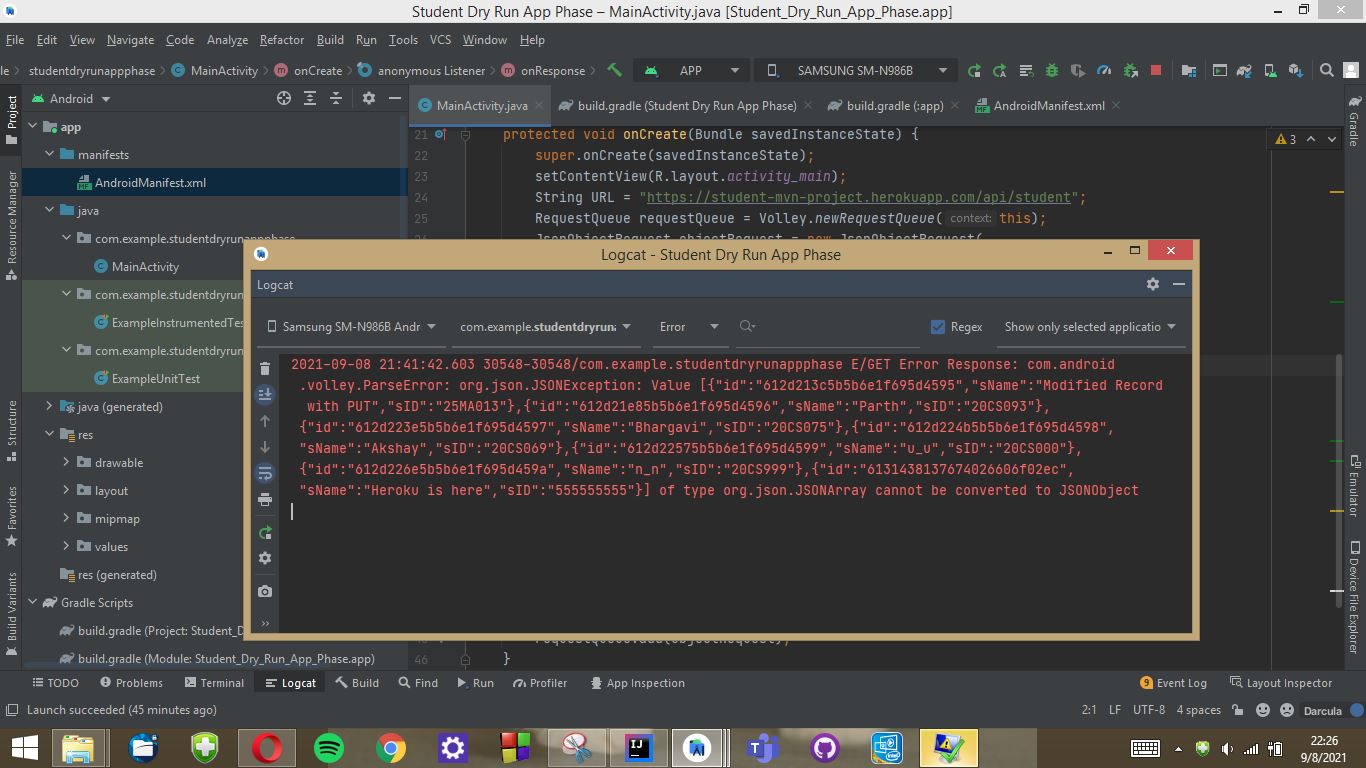 Student Dry Run App Phase – MainActivity.java [Student_Dry_Run_App_Phase.app]
File Edit View Navigate Code Analyze Refactor Build Run Tools VCS Window Help
le studentdryrunappphase MainActivity onCreate anonymous Listener onResponse APP SAMSUNG SM-N986B
Project
Android
MainActivity.java build.gradle (Student Dry Run App Phase) build.gradle (:app) AndroidManifest.xml
Gradle
app
manifests
AndroidManifest.xml
java
com.example.studentdryrunappphase
MainActivity
com.example.studentdryrun
ExampleInstrumentedTes
com.example.studentdryrun
ExampleUnitTest
java (generated)
res
drawable
layout
mipmap
values
res (generated)
Gradle Scripts
build.gradle (Project: Student_D
build.gradle (Module: Student_Dry_Run_App_Phase.app)
Resource Manager
Structure
Favorites
Build Variants
21 protected void onCreate(Bundle savedInstanceState) {
3
22 super.onCreate(savedInstanceState);
23 setContentView(R.layout.activity_main);
24 String URL = "https://student-mvn-project.herokuapp.com/api/student";
25 RequestQueue requestQueue = Volley.newRequestQueue( context: this);
26 JsonObjectRequest objectRequest = new JsonObjectRequest(
Logcat - Student Dry Run App Phase
Logcat
Samsung SM-N986B Andr com.example.studentdryruna Error Regex Show only selected applicatio
2021-09-08 21:41:42.603 30548-30548/com.example.studentdryrunappphase E/GET Error Response: com.android
.volley.ParseError: org.json.JSONException: Value [{"id":"612d213c5b5b6e1f695d4595","sName":"Modified Record
with PUT","sID":"25MA013"},{"id":"612d21e85b5b6e1f695d4596","sName":"Parth","sID":"20CS093"},
{"id":"612d223e5b5b6e1f695d4597","sName":"Bhargavi","sID":"20CS075"},{"id":"612d224b5b5b6e1f695d4598",
"sName":"Akshay","sID":"20CS069"},{"id":"612d22575b5b6e1f695d4599","sName":"u_u","sID":"20CS000"},
{"id":"612d226e5b5b6e1f695d459a","sName":"n_n","sID":"20CS999"},{"id":"6131438137674026606f02ec",
"sName":"Heroku is here","sID":"555555555"}] of type org.json.JSONArray cannot be converted to JSONObject
requestQueue.add(objectRequest);
46 }
Emulator
Device File Explorer
TODO Problems Terminal Logcat Build Find Run Profiler App Inspection 9 Event Log Layout Inspector
Launch succeeded (45 minutes ago) 2:1 LF UTF-8 4 spaces Darcula
22:26
9/8/2021